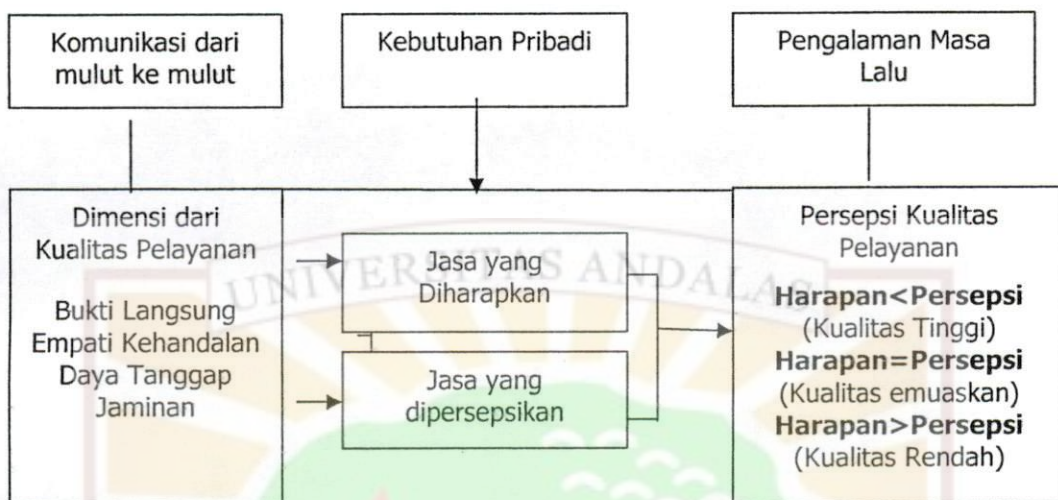 Komunikasi dari
mulut ke mulut
Kebutuhan Pribadi
Pengalaman Masa
Lalu
Dimensi dari
Kualitas Pelayanan
Bukti Langsung
Empati Kehandalan
Daya Tanggap
Jaminan
Jasa yang
Diharapkan
Jasa yang
dipersepsikan
Persepsi Kualitas
Pelayanan
Harapan<Persepsi
(Kualitas Tinggi)
Harapan=Persepsi
(Kualitas emuaskan)
Harapan>Persepsi
(Kualitas Rendah)
UNIVERSITAS ANDALAS